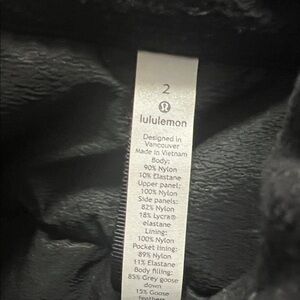 2
lululemon
Designed in
Vancouver
Made in Vietnam
Body:
90% Nylon
10% Elastane
Upper panel:
100% Nylon
Side panels:
82% Nylon
18% Lycra®
elastane
Lining:
100% Nylon
Pocket lining:
89% Nylon
11% Elastane
Body filling:
85% Grey goose
down
15% Goose
feathers